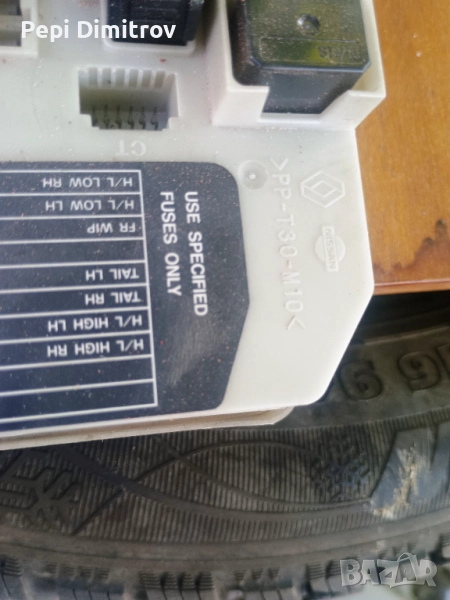 Pepi Dimitrov
CT
USE SPECIFIED
FUSES ONLY
H/L LOW RH
H/L LOW LH
FR WIP
TAIL LH
TAIL RH
H/L HIGH LH
H/L HIGH RH
>PP-T30-M10<
NISSAN
BAZAR